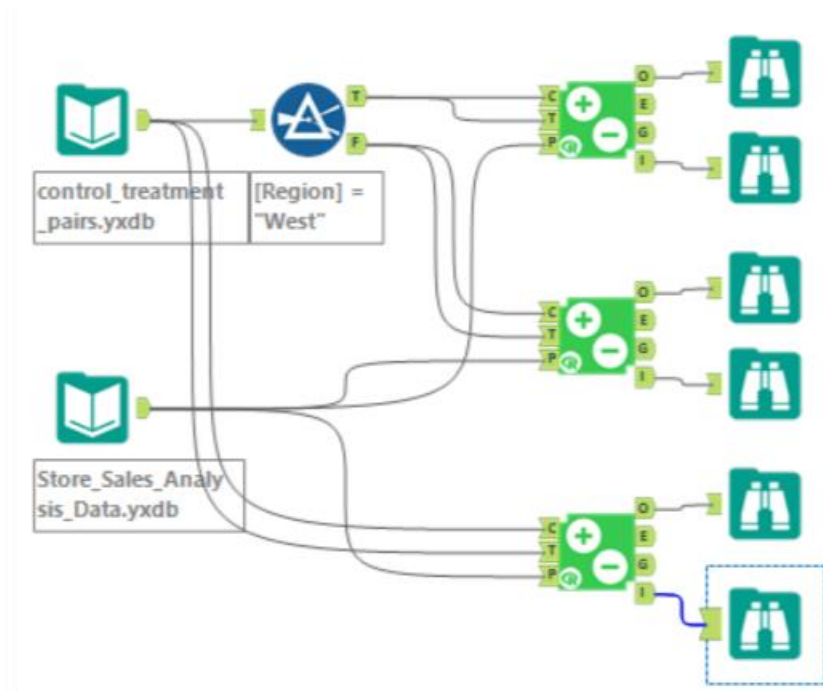 T
F
C
T
P
O
E
G
I
control_treatment
_pairs.yxdb
[Region] =
"West"
C
T
P
O
E
G
I
Store_Sales_Analy
sis_Data.yxdb
C
T
P
O
E
G
I